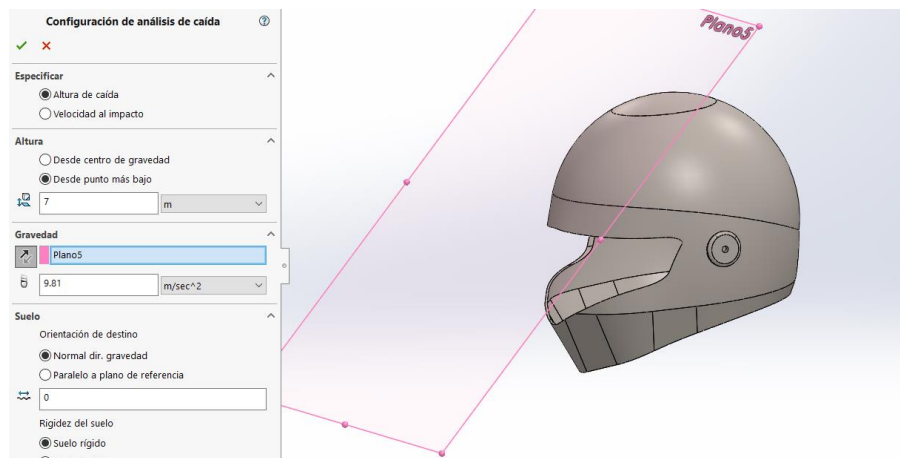 Configuración de análisis de caída
Especificar
Altura de caída
Velocidad al impacto
Altura
Desde centro de gravedad
Desde punto más bajo
7 m
Gravedad
Plano5
9.81 m/sec^2
Suelo
Orientación de destino
Normal dir. gravedad
Paralelo a plano de referencia
0
Rigidez del suelo
Suelo rígido
Plano5